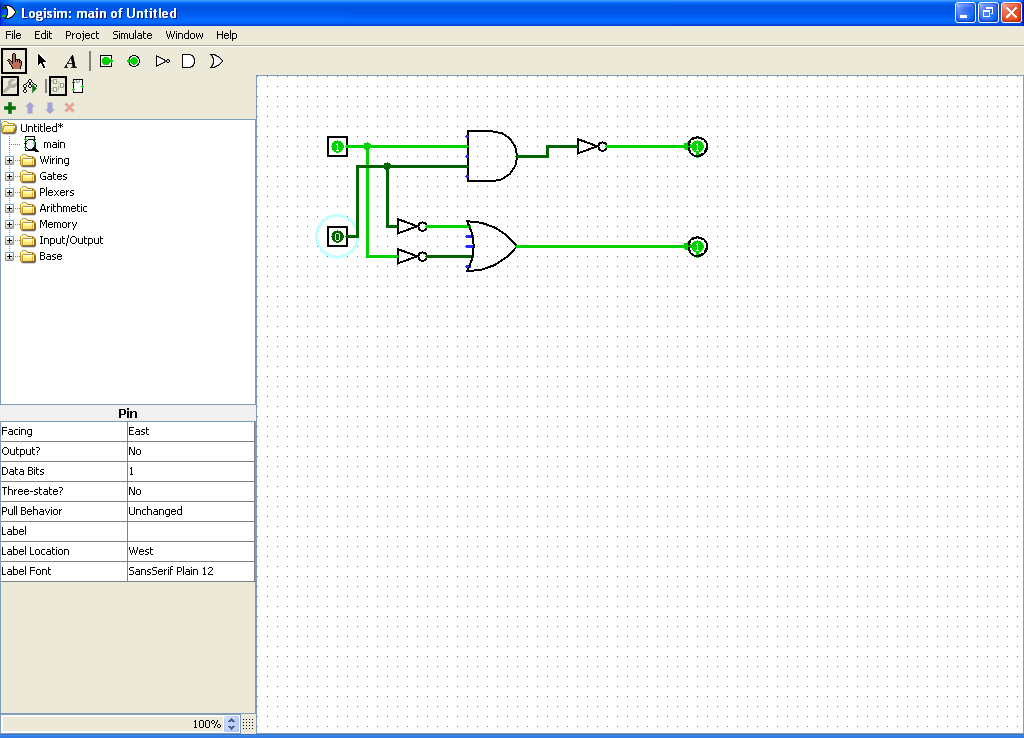 Logisim: main of Untitled
File Edit Project Simulate Window Help
A
Untitled*
main
Wiring
Gates
Plexers
Arithmetic
Memory
Input/Output
Base
Pin
Facing East
Output? No
Data Bits 1
Three-state? No
Pull Behavior Unchanged
Label
Label Location West
Label Font SansSerif Plain 12
100%
1
1
0
1